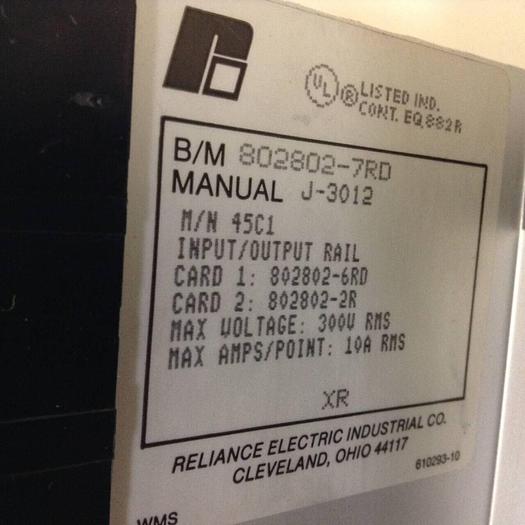 UL ® LISTED IND.
CONT. EQ. 882R
B/M 802802-7RD
MANUAL J-3012
M/N 45C1
INPUT/OUTPUT RAIL
CARD 1: 802802-6RD
CARD 2: 802802-2R
MAX VOLTAGE: 300V RMS
MAX AMPS/POINT: 10A RMS
XR
RELIANCE ELECTRIC INDUSTRIAL CO.
CLEVELAND, OHIO 44117
610293-10
WMS